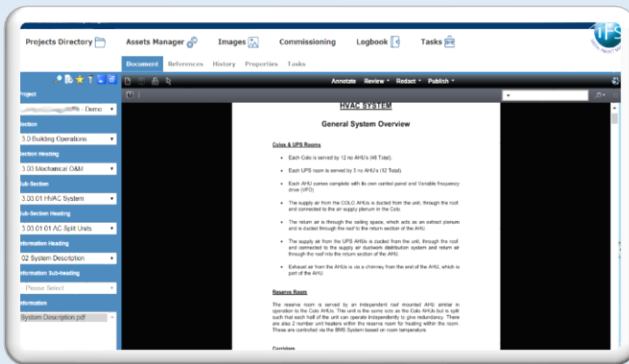 Projects Directory
Assets Manager
Images
Commissioning
Logbook
Tasks
Document References History Properties Tasks
Annotate Review Redact Publish
Project
- Demo
Section
3.0 Building Operations
Section Heading
3.03 Mechanical O&M
Sub-Section
3.03.01 HVAC System
Sub-Section Heading
3.03.01.01 AC Split Units
Information Heading
02 System Description
Information Sub-heading
Please Select
Information
System Description.pdf
HVAC SYSTEM
General System Overview
Colos & UPS Rooms
• Each Colo is served by 12 no AHU's (48 Total).
• Each UPS room is served by 3 no AHU's (12 Total).
• Each AHU comes complete with its own control panel and Variable frequency
drive (VFD)
• The supply air from the COLO AHUs is ducted from the unit, through the roof
and connected to the air supply plenum in the Colo.
• The return air is through the ceiling space, which acts as an extract plenum
and is ducted through the roof to the return section of the AHU
• The supply air from the UPS AHUs is ducted from the unit, through the roof
and connected to the supply air ductwork distribution system and return air
through the roof into the return section of the AHU.
• Exhaust air from the AHUs is via a chimney from the end of the AHU, which is
part of the AHU
Reserve Room
The reserve room is served by an independent roof mounted AHU similar in
operation to the Colo AHUs. This unit is the same size as the Colo AHUs but is split
such that each half of the unit can operate independently to give redundancy. There
are also 2 number unit heaters within the reserve room for heating within the room.
These are controlled via the BMS System based on room temperature.
Corridors
TFS